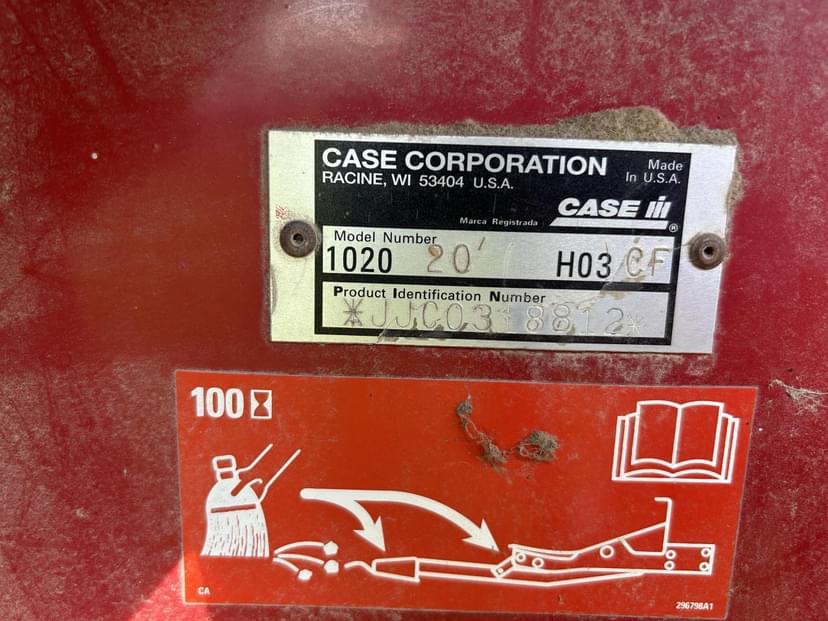 CASE CORPORATION
RACINE, WI 53404 U.S.A.
Made
In U.S.A.
CASE IH
®
Marca Registrada
Model Number
1020 20' H03 CF
Product Identification Number
*JJC0318812*
100
CA
296798A1